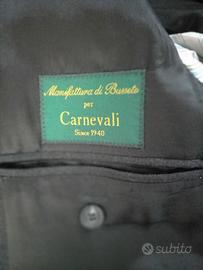 Manifattura di Busseto
per
Carnevali
SINCE 1940
subito